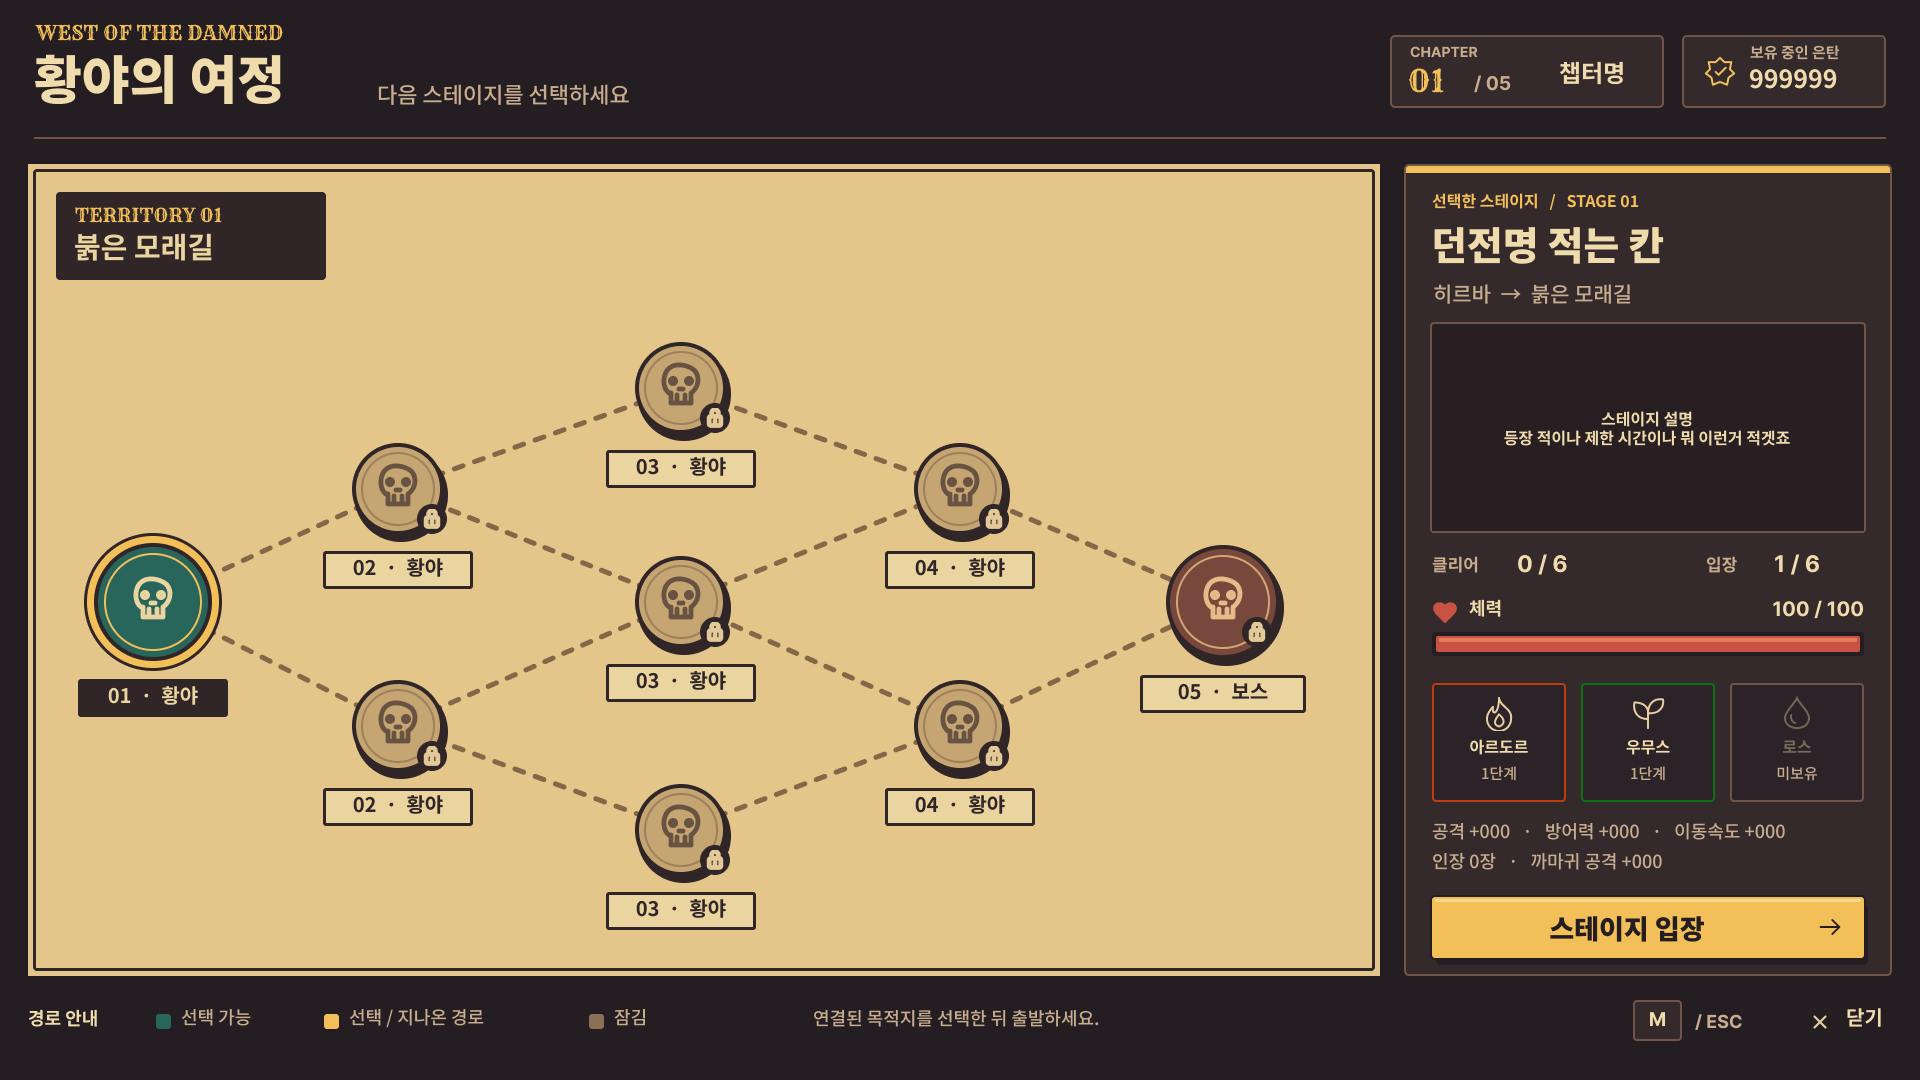 WEST OF THE DAMNED
황야의 여정
다음 스테이지를 선택하세요
CHAPTER
01 / 05 챕터명
보유 중인 은탄
999999
TERRITORY 01
붉은 모래길
03 · 황야
02 · 황야
04 · 황야
01 · 황야
03 · 황야
05 · 보스
02 · 황야
04 · 황야
03 · 황야
선택한 스테이지 / STAGE 01
던전명 적는 칸
히르바 → 붉은 모래길
스테이지 설명
등장 적이나 제한 시간이나 뭐 이런거 적겟죠
클리어 0 / 6 입장 1 / 6
체력 100 / 100
아르도르
1단계
우무스
1단계
로스
미보유
공격 +000 · 방어력 +000 · 이동속도 +000
인장 0장 · 까마귀 공격 +000
스테이지 입장 →
경로 안내 선택 가능 선택 / 지나온 경로 잠김 연결된 목적지를 선택한 뒤 출발하세요. M / ESC × 닫기